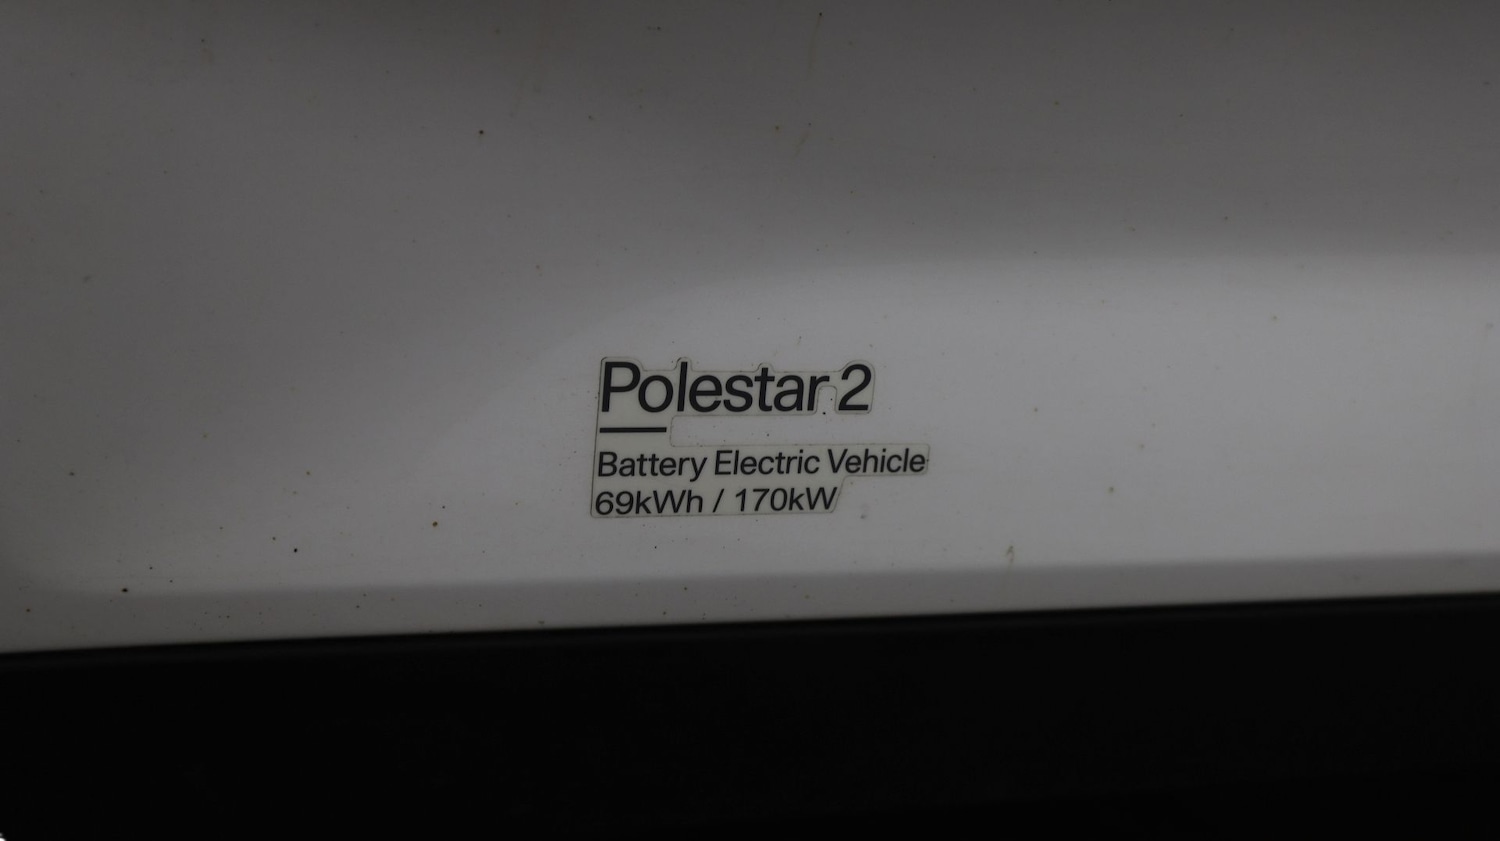 Polestar 2
Battery Electric Vehicle
69kWh / 170kW